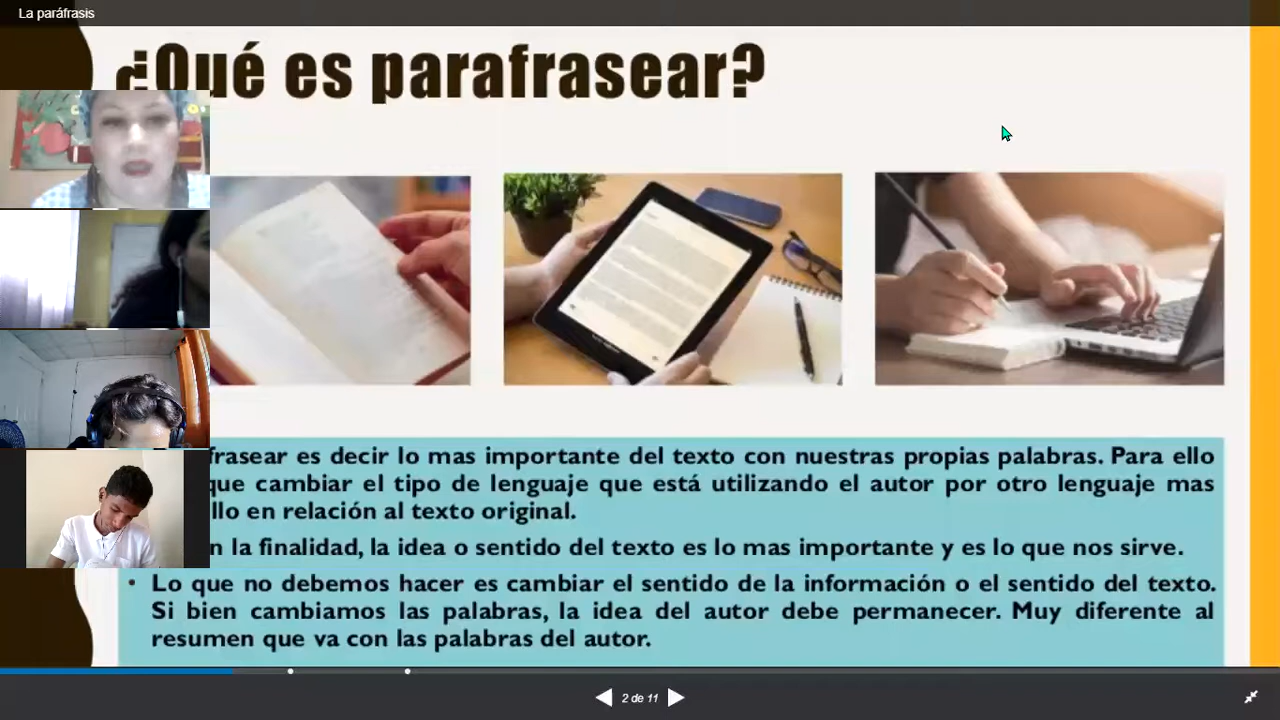 La paráfrasis
¿Qué es parafrasear?
frasear es decir lo mas importante del texto con nuestras propias palabras. Para ello
que cambiar el tipo de lenguaje que está utilizando el autor por otro lenguaje mas
llo en relación al texto original.
n la finalidad, la idea o sentido del texto es lo mas importante y es lo que nos sirve.
• Lo que no debemos hacer es cambiar el sentido de la información o el sentido del texto.
Si bien cambiamos las palabras, la idea del autor debe permanecer. Muy diferente al
resumen que va con las palabras del autor.
2 de 11